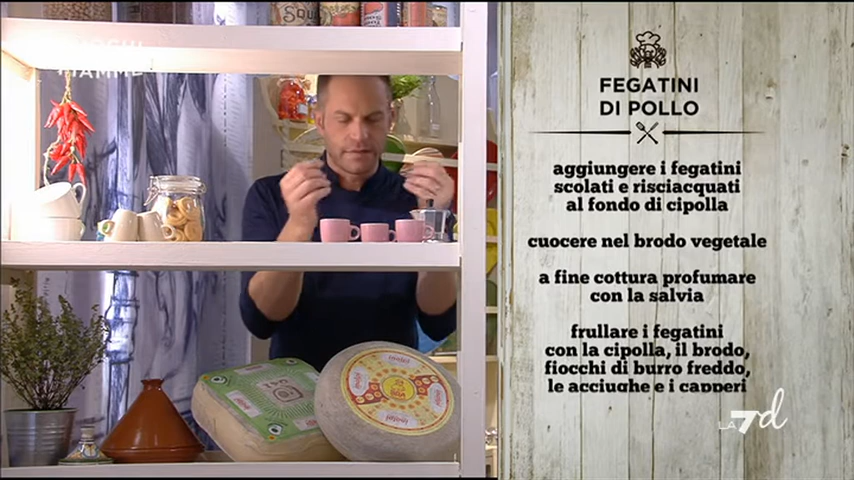 FEGATINI
DI POLLO
aggiungere i fegatini
scolati e risciacquati
al fondo di cipolla
cuocere nel brodo vegetale
a fine cottura profumare
con la salvia
frullare i fegatini
con la cipolla, il brodo,
fiocchi di burro freddo,
le acciughe e i capperi
LA7d